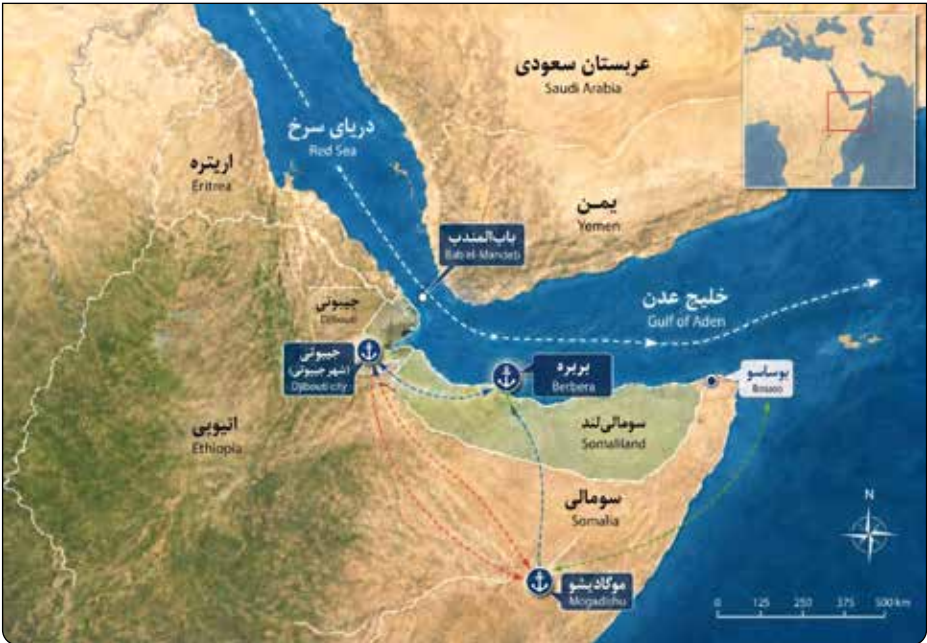 عربستان سعودی
Saudi Arabia
دریای سرخ
Red Sea
اریتره
Eritrea
یمن
Yemen
باب‌المندب
Bab el-Mandeb
خلیج عدن
Gulf of Aden
جیبوتی
Djibouti
جیبوتی
(شهر جیبوتی)
Djibouti city
بربره
Berbera
بوساسو
Bosaso
اتیوپی
Ethiopia
سومالی‌لند
Somaliland
سومالی
Somalia
موگادیشو
Mogadishu
N
0 125 250 375 500 km